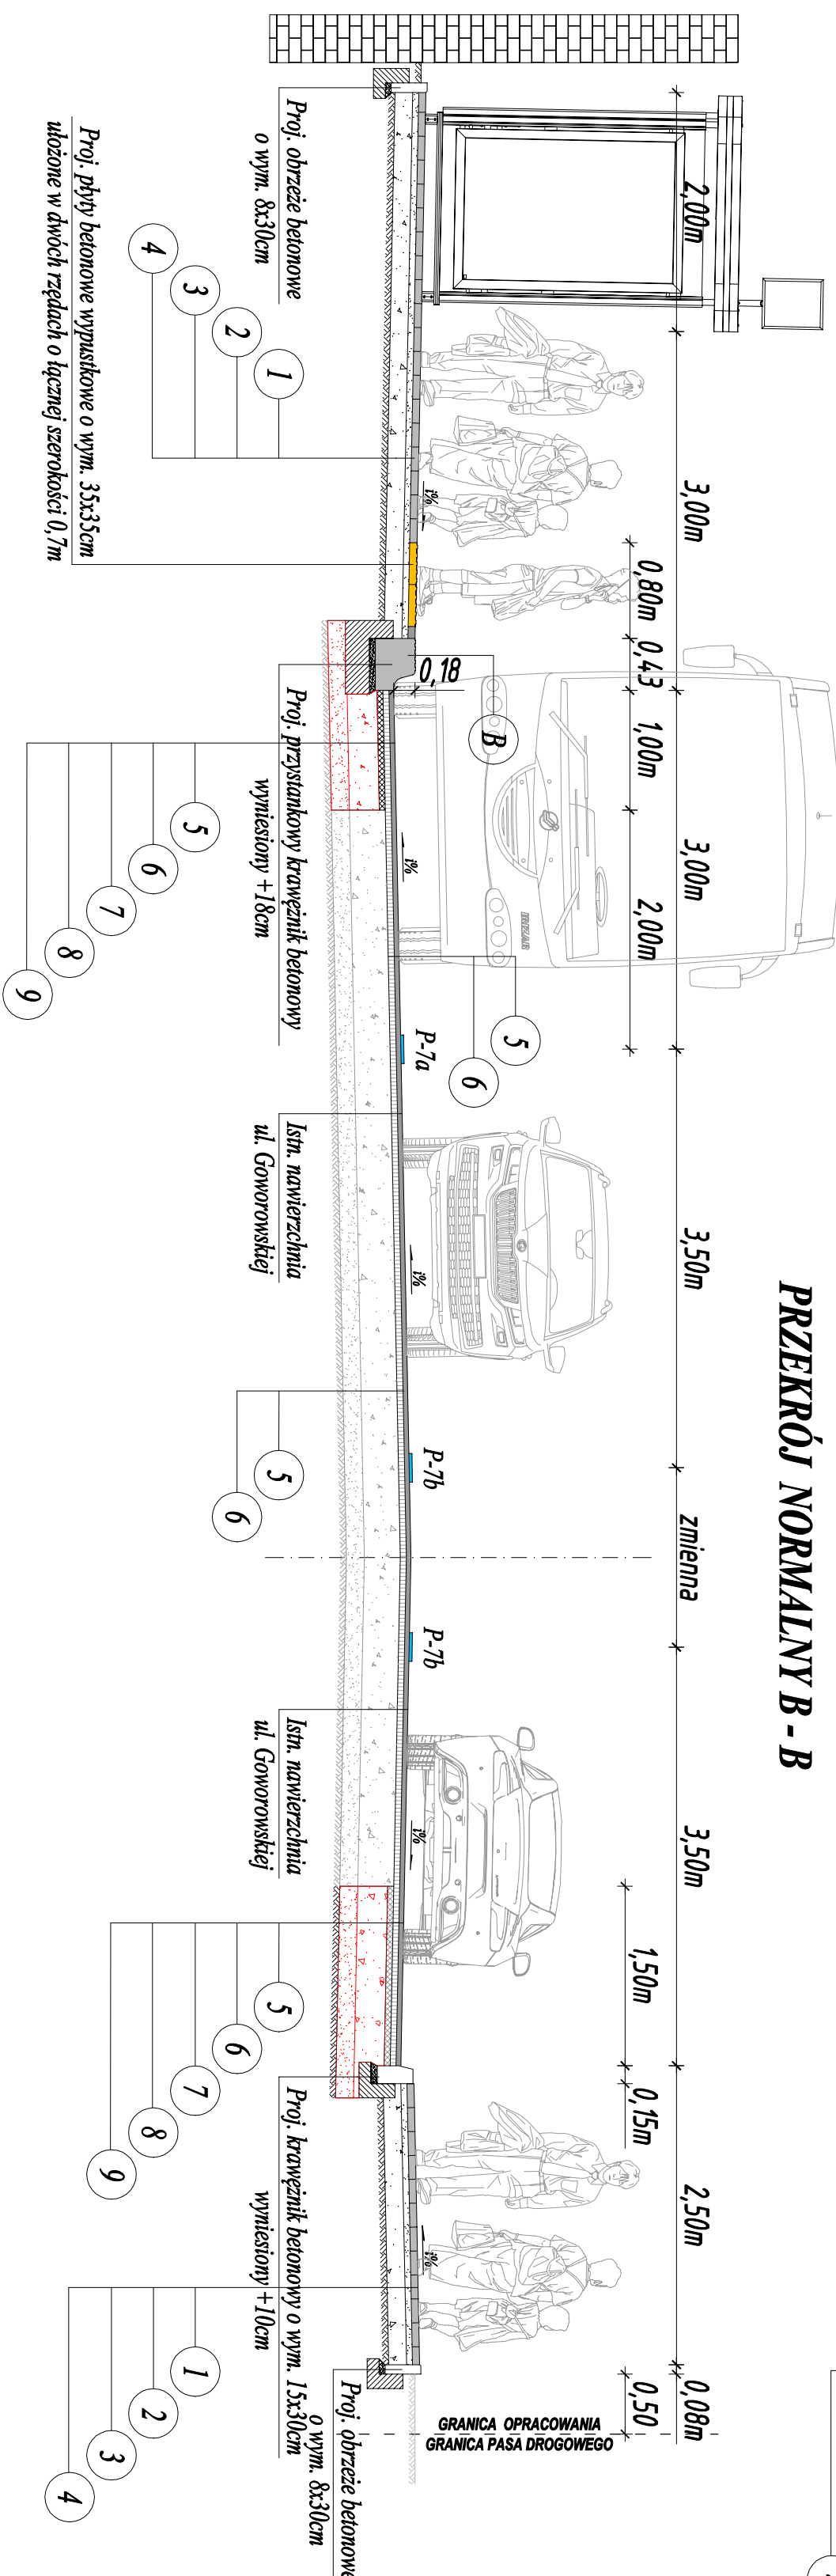 PRZEKRÓJ NORMALNY B - B
2,00m
3,00m
3,00m
3,50m
zmienna
3,50m
2,50m
0,08m
0,80m
0,43
1,00m
2,00m
1,50m
0,15m
0,50
0,18
B
IRIZAR
i%
i%
i%
i%
i%
P-7a
P-7b
P-7b
5
6
GRANICA OPRACOWANIA
GRANICA PASA DROGOWEGO
Proj. obrzeże betonowe
o wym. 8x30cm
1
2
3
4
Proj. płyty betonowe wypustkowe o wym. 35x35cm
ułożone w dwóch rzędach o łącznej szerokości 0,7m
Proj. przystankowy krawężnik betonowy
wyniesiony +18cm
5
6
7
8
9
Istn. nawierzchnia
ul. Goworowskiej
5
6
Istn. nawierzchnia
ul. Goworowskiej
5
6
7
8
9
Proj. krawężnik betonowy o wym. 15x30cm
wyniesiony +10cm
1
2
3
4
Proj. obrzeże betonowe
o wym. 8x30cm